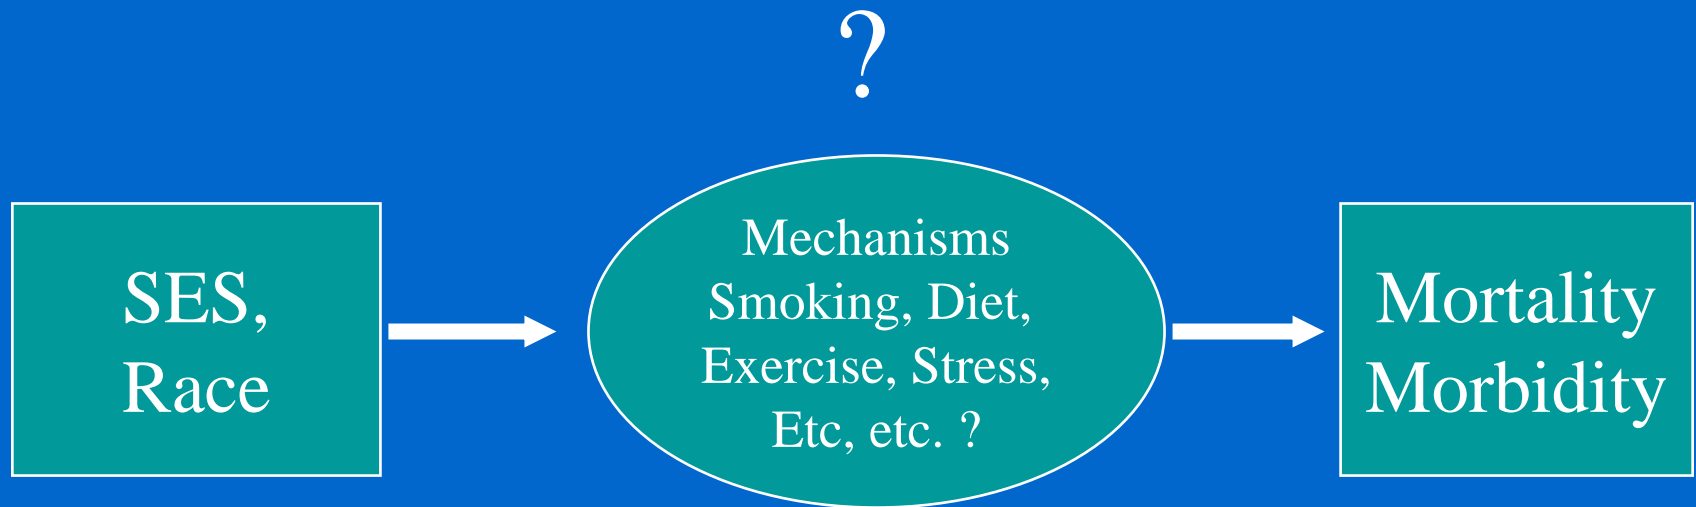 ?
SES,
Race
Mechanisms
Smoking, Diet,
Exercise, Stress,
Etc, etc. ?
Mortality
Morbidity